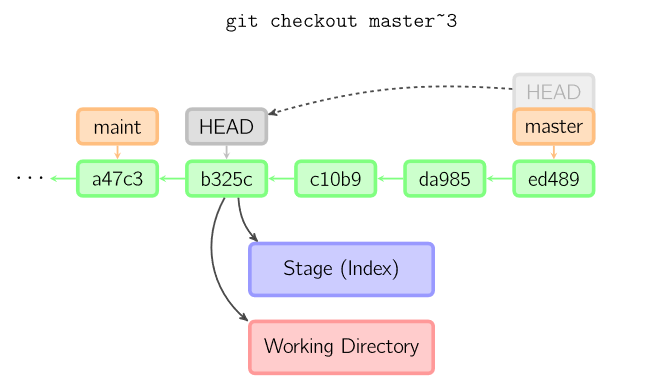 git checkout master~3
HEAD
maint
HEAD
master
...
a47c3
b325c
c10b9
da985
ed489
Stage (Index)
Working Directory